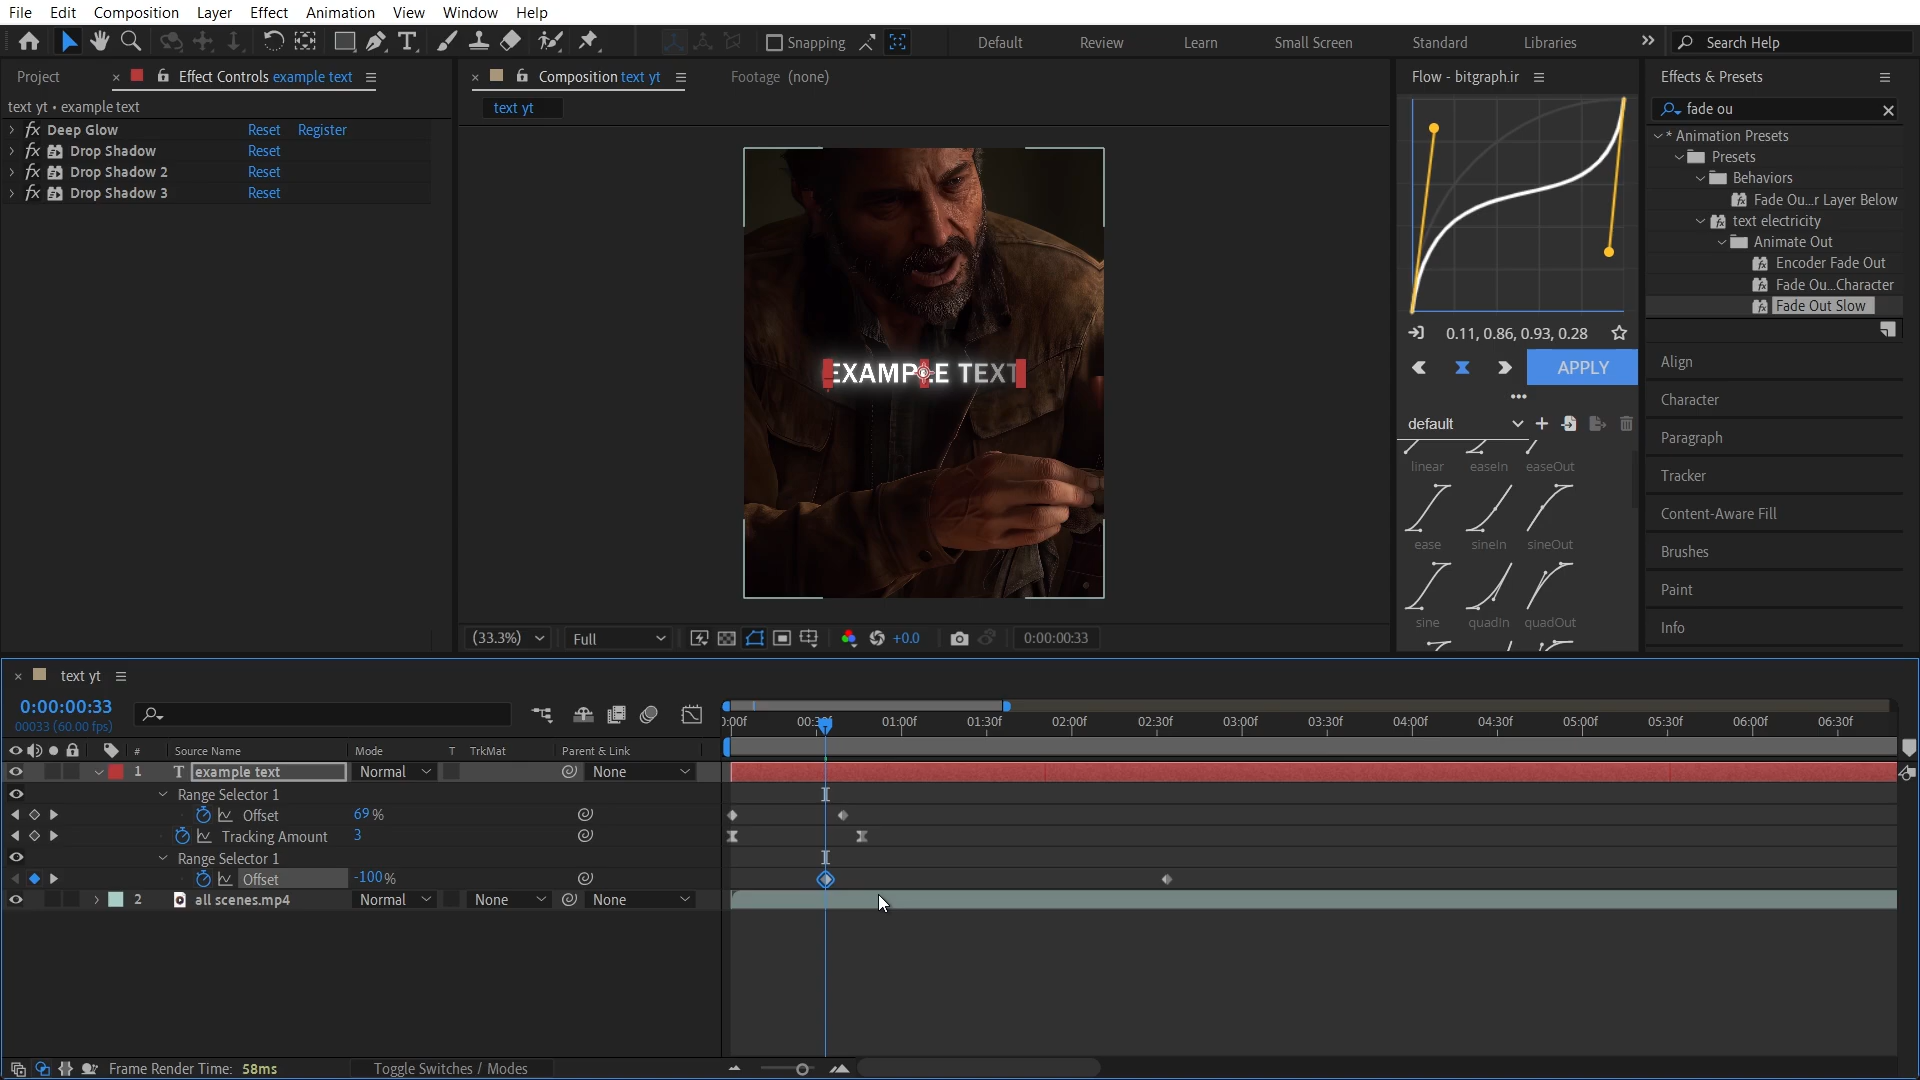 File Edit Composition Layer Effect Animation View Window Help
Snapping Default Review Learn Small Screen Standard Libraries Search Help
Project × Effect Controls example text
text yt • example text
fx Deep Glow Reset Register
fx Drop Shadow Reset
fx Drop Shadow 2 Reset
fx Drop Shadow 3 Reset
× Composition text yt Footage (none)
text yt
EXAMPLE TEXT
(33.3%) Full +0.0 0:00:00:33
Flow - bitgraph.ir
0.11, 0.86, 0.93, 0.28
APPLY
default
linear easeIn easeOut
ease sineIn sineOut
sine quadIn quadOut
Effects & Presets
fade ou
* Animation Presets
Presets
Behaviors
Fade Ou...r Layer Below
text electricity
Animate Out
Encoder Fade Out
Fade Ou...Character
Fade Out Slow
Align
Character
Paragraph
Tracker
Content-Aware Fill
Brushes
Paint
Info
× text yt
0:00:00:33
00033 (60.00 fps)
# Source Name Mode T TrkMat Parent & Link
1 T example text Normal None
Range Selector 1
Offset 69%
Tracking Amount 3
Range Selector 1
Offset -100%
2 all scenes.mp4 Normal None None
01:00f 01:30f 02:00f 02:30f 03:00f 03:30f 04:00f 04:30f 05:00f 05:30f 06:00f 06:30f
Frame Render Time: 58ms Toggle Switches / Modes